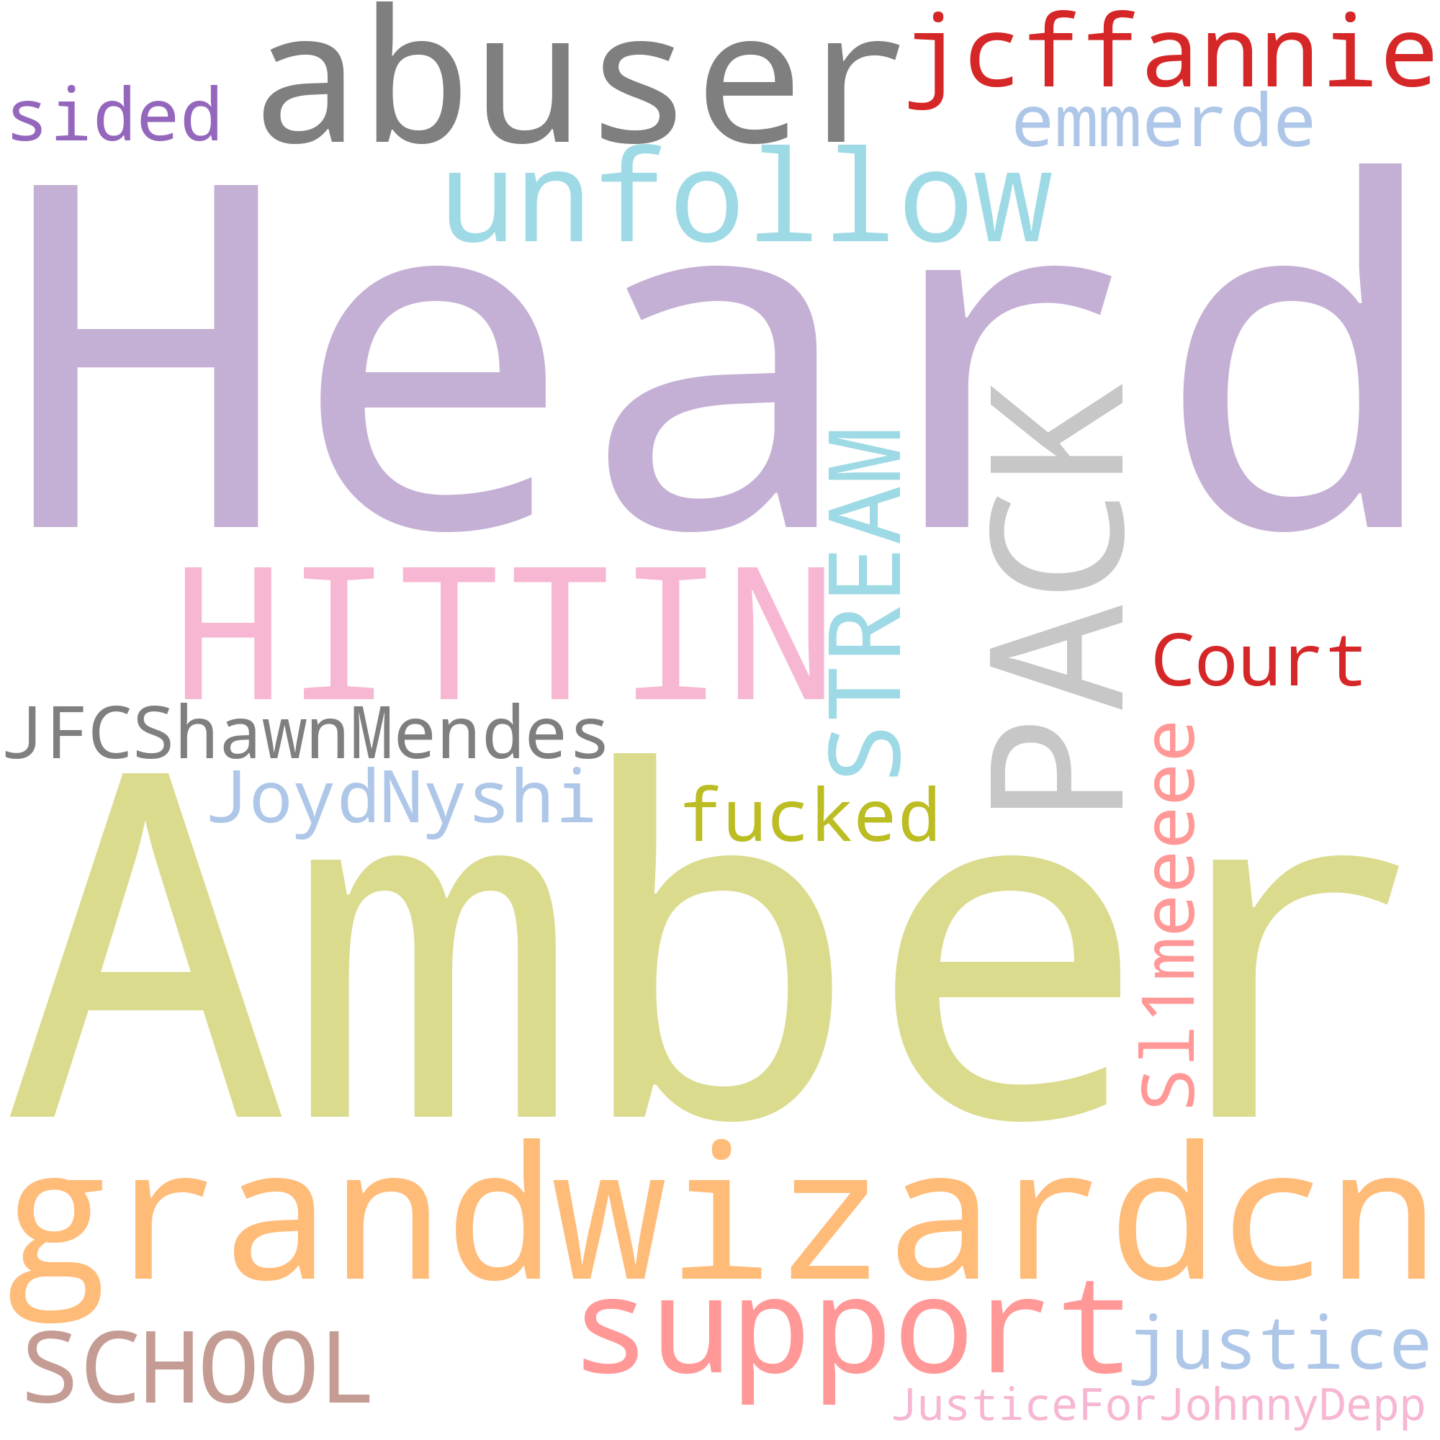 abuser
jcffannie
sided
emmerde
unfollow
Heard
STREAM
PACK
HITTIN
Court
JFCShawnMendes
JoydNyshi
fucked
Sl1meeeee
Amber
grandwizardcn
support
SCHOOL
justice
JusticeForJohnnyDepp